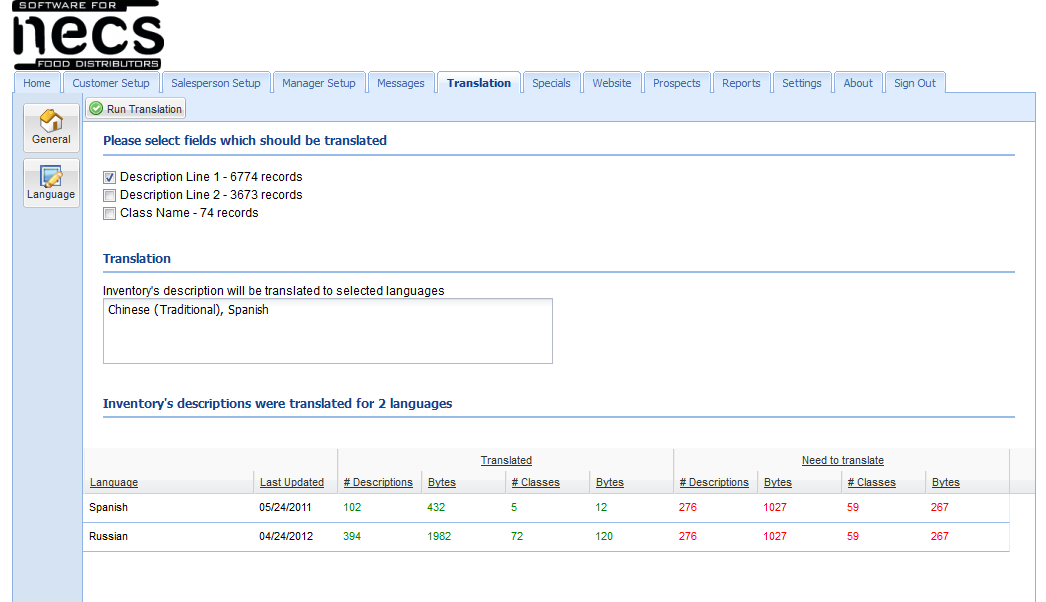 SOFTWARE FOR
necs
FOOD DISTRIBUTORS
Home Customer Setup Salesperson Setup Manager Setup Messages Translation Specials Website Prospects Reports Settings About Sign Out
Run Translation
General
Language
Please select fields which should be translated
Description Line 1 - 6774 records
Description Line 2 - 3673 records
Class Name - 74 records
Translation
Inventory's description will be translated to selected languages
Chinese (Traditional), Spanish
Inventory's descriptions were translated for 2 languages
Translated Need to translate
Language Last Updated # Descriptions Bytes # Classes Bytes # Descriptions Bytes # Classes Bytes
Spanish 05/24/2011 102 432 5 12 276 1027 59 267
Russian 04/24/2012 394 1982 72 120 276 1027 59 267